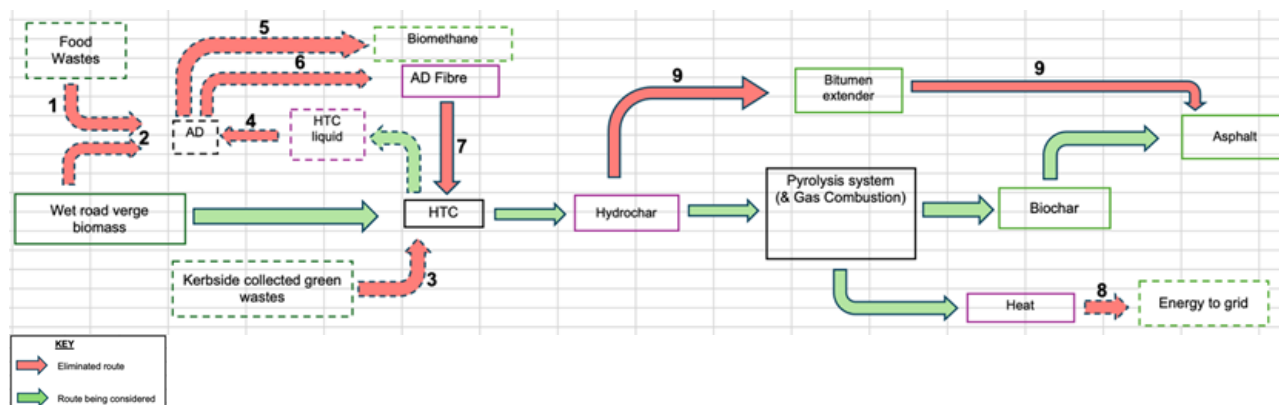 Food
Wastes
1
2
5
6
Biomethane
AD Fibre
AD
4
HTC
liquid
7
9
Bitumen
extender
9
Asphalt
Wet road verge
biomass
HTC
Hydrochar
Pyrolysis system
(& Gas Combustion)
Biochar
Kerbside collected green
wastes
3
Heat
8
Energy to grid
KEY
Eliminated route
Route being considered